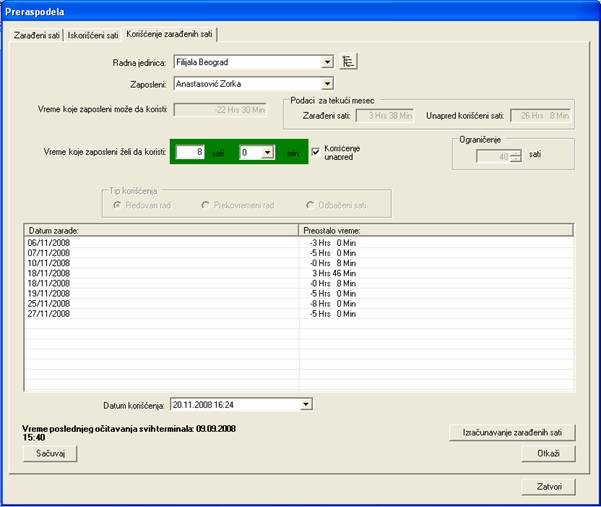 Preraspodela
Zarađeni sati Iskorišćeni sati Korišćenje zarađenih sati
Radna jedinica: Filijala Beograd
Zaposleni: Anastasović Zorka
Vreme koje zaposleni može da koristi: -22 Hrs 30 Min
Podaci za tekući mesec
Zarađeni sati: 3 Hrs 38 Min Unapred korišćeni sati: 26 Hrs 8 Min
Vreme koje zaposleni želi da koristi: 8 sati 0 min Korišćenje
unapred
Ograničenje
40 sati
Tip korišćenja
Redovan rad Prekovremeni rad Odbačeni sati
Datum zarade: Preostalo vreme:
06/11/2008 -3 Hrs 0 Min
07/11/2008 -5 Hrs 0 Min
10/11/2008 -0 Hrs 8 Min
18/11/2008 3 Hrs 46 Min
18/11/2008 -0 Hrs 8 Min
19/11/2008 -5 Hrs 0 Min
25/11/2008 -8 Hrs 0 Min
27/11/2008 -5 Hrs 0 Min
Datum korišćenja: 20.11.2008 16:24
Vreme poslednjeg očitavanja svih terminala: 09.09.2008
15:40
Izračunavanje zarađenih sati
Sačuvaj Otkaži
Zatvori